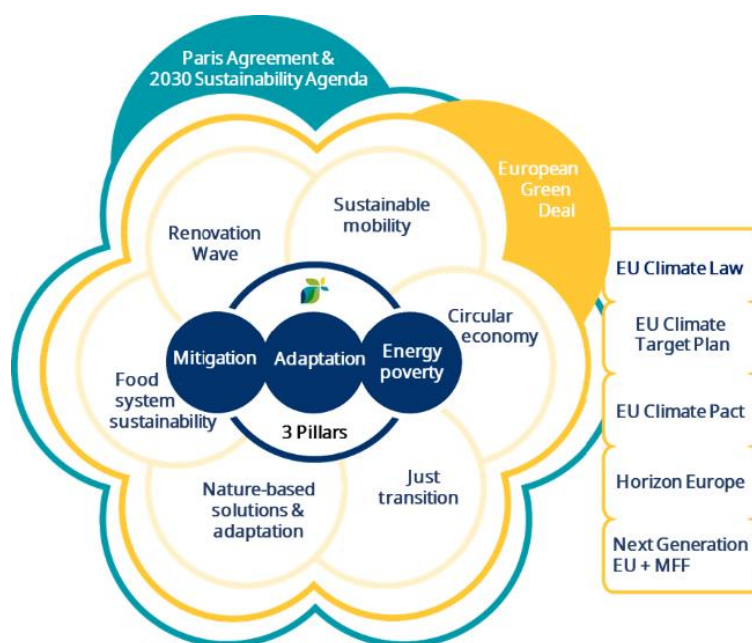 Paris Agreement &
2030 Sustainability Agenda
European
Green
Deal
Sustainable
mobility
Renovation
Wave
Circular
economy
Mitigation
Adaptation
Energy
poverty
Food
system
sustainability
3 Pillars
Nature-based
solutions &
adaptation
Just
transition
EU Climate Law
EU Climate
Target Plan
EU Climate Pact
Horizon Europe
Next Generation
EU + MFF